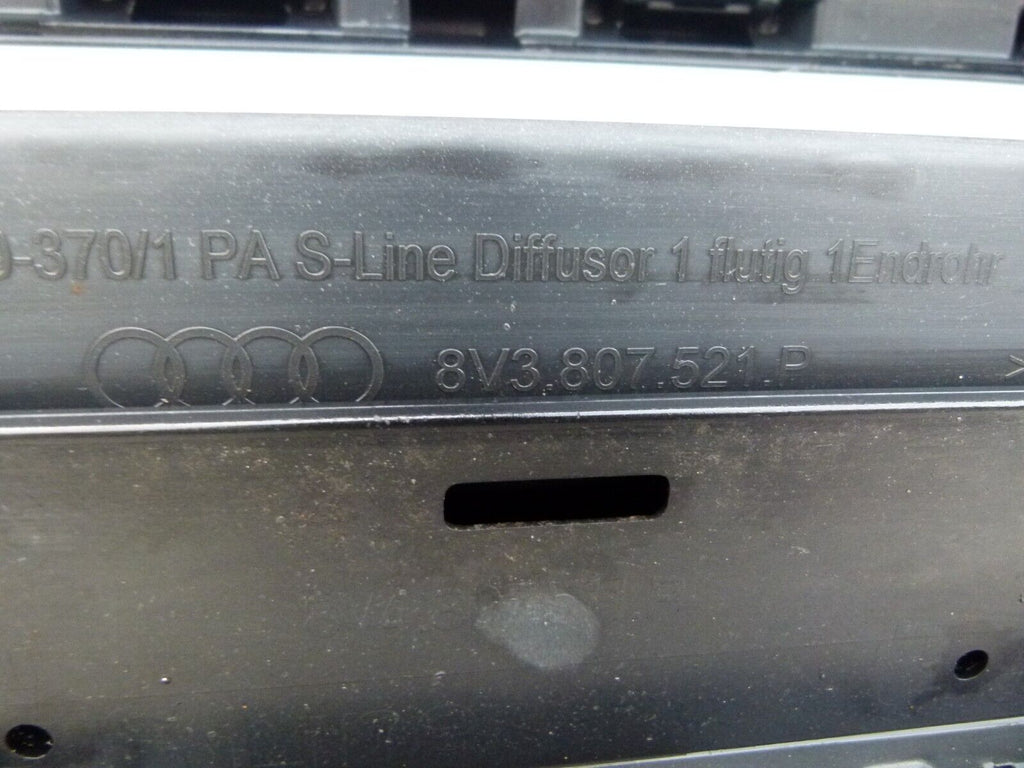 -370/1 PA S-Line Diffusor 1 flutig 1Endrohr
8V3.807.521.P >